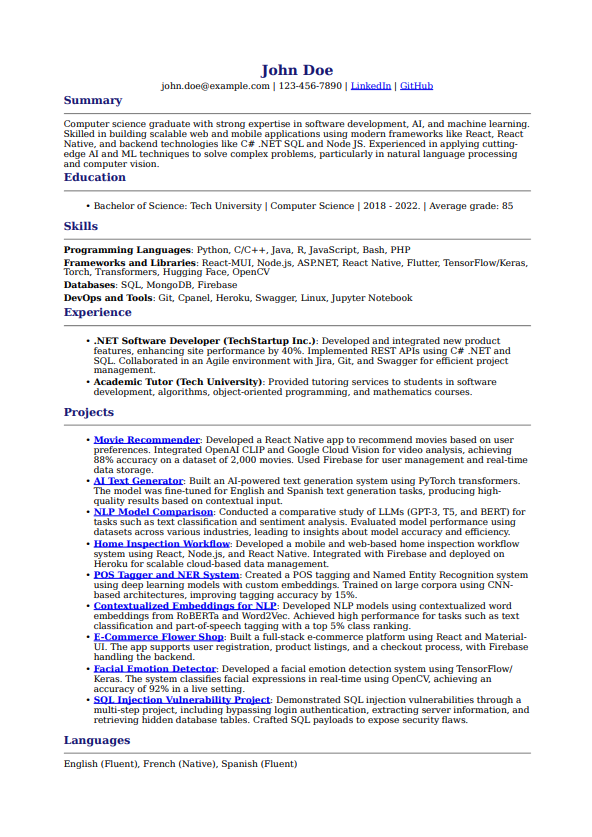 John Doe
john.doe@example.com | 123-456-7890 | LinkedIn | GitHub
Summary
Computer science graduate with strong expertise in software development, AI, and machine learning.
Skilled in building scalable web and mobile applications using modern frameworks like React, React
Native, and backend technologies like C# .NET SQL and Node JS. Experienced in applying cutting-
edge AI and ML techniques to solve complex problems, particularly in natural language processing
and computer vision.
Education
• Bachelor of Science: Tech University | Computer Science | 2018 - 2022. | Average grade: 85
Skills
Programming Languages: Python, C/C++, Java, R, JavaScript, Bash, PHP
Frameworks and Libraries: React-MUI, Node.js, ASP.NET, React Native, Flutter, TensorFlow/Keras,
Torch, Transformers, Hugging Face, OpenCV
Databases: SQL, MongoDB, Firebase
DevOps and Tools: Git, Cpanel, Heroku, Swagger, Linux, Jupyter Notebook
Experience
• .NET Software Developer (TechStartup Inc.): Developed and integrated new product
features, enhancing site performance by 40%. Implemented REST APIs using C# .NET and
SQL. Collaborated in an Agile environment with Jira, Git, and Swagger for efficient project
management.
• Academic Tutor (Tech University): Provided tutoring services to students in software
development, algorithms, object-oriented programming, and mathematics courses.
Projects
• Movie Recommender: Developed a React Native app to recommend movies based on user
preferences. Integrated OpenAI CLIP and Google Cloud Vision for video analysis, achieving
88% accuracy on a dataset of 2,000 movies. Used Firebase for user management and real-time
data storage.
• AI Text Generator: Built an AI-powered text generation system using PyTorch transformers.
The model was fine-tuned for English and Spanish text generation tasks, producing high-
quality results based on contextual input.
• NLP Model Comparison: Conducted a comparative study of LLMs (GPT-3, T5, and BERT) for
tasks such as text classification and sentiment analysis. Evaluated model performance using
datasets across various industries, leading to insights about model accuracy and efficiency.
• Home Inspection Workflow: Developed a mobile and web-based home inspection workflow
system using React, Node.js, and React Native. Integrated with Firebase and deployed on
Heroku for scalable cloud-based data management.
• POS Tagger and NER System: Created a POS tagging and Named Entity Recognition system
using deep learning models with custom embeddings. Trained on large corpora using CNN-
based architectures, improving tagging accuracy by 15%.
• Contextualized Embeddings for NLP: Developed NLP models using contextualized word
embeddings from RoBERTa and Word2Vec. Achieved high performance for tasks such as text
classification and part-of-speech tagging with a top 5% class ranking.
• E-Commerce Flower Shop: Built a full-stack e-commerce platform using React and Material-
UI. The app supports user registration, product listings, and a checkout process, with Firebase
handling the backend.
• Facial Emotion Detector: Developed a facial emotion detection system using TensorFlow/
Keras. The system classifies facial expressions in real-time using OpenCV, achieving an
accuracy of 92% in a live setting.
• SQL Injection Vulnerability Project: Demonstrated SQL injection vulnerabilities through a
multi-step project, including bypassing login authentication, extracting server information, and
retrieving hidden database tables. Crafted SQL payloads to expose security flaws.
Languages
English (Fluent), French (Native), Spanish (Fluent)